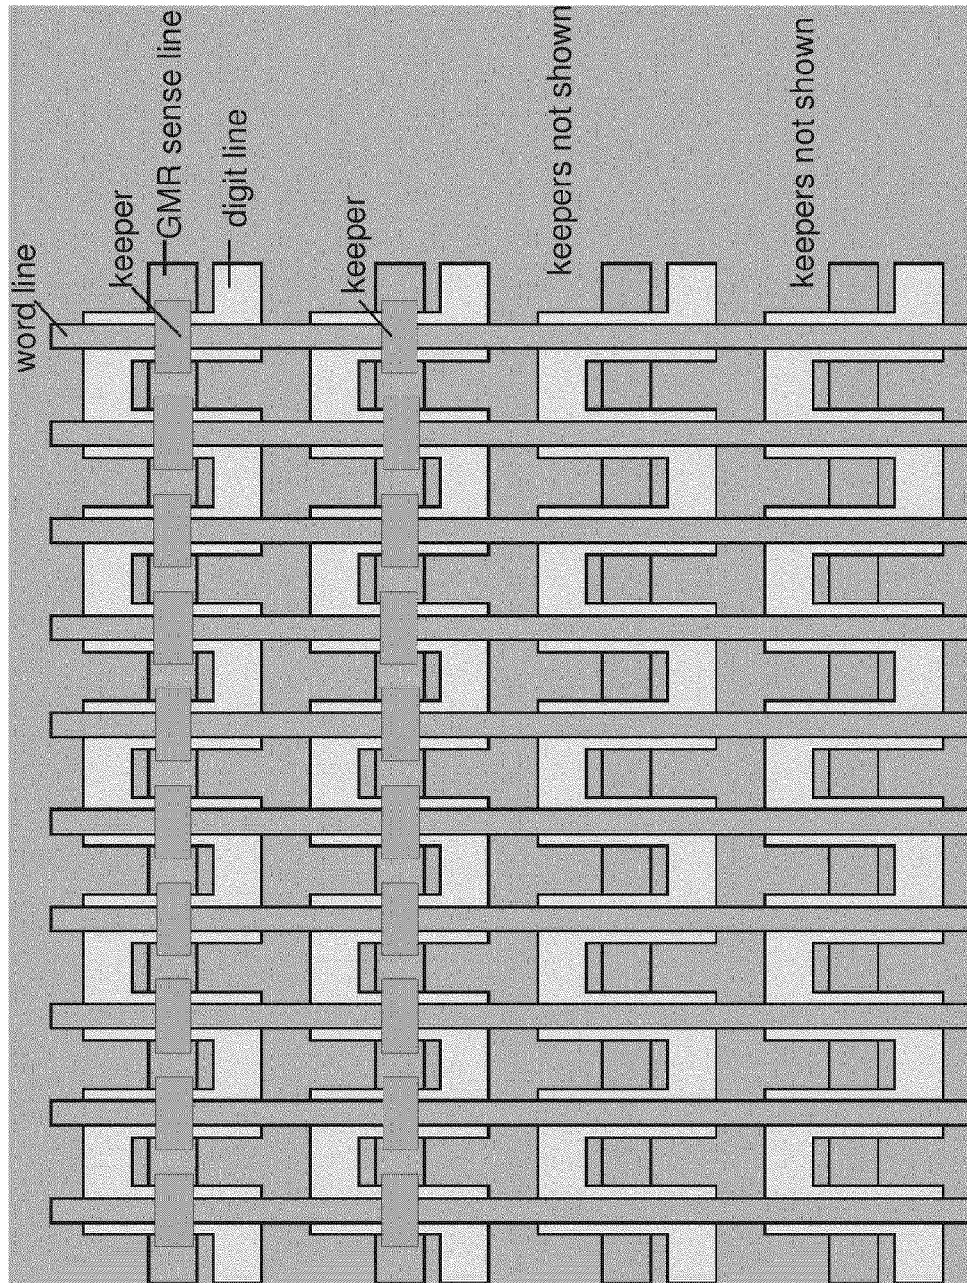 word line
keeper
GMR sense line
digit line
keeper
keepers not shown
keepers not shown